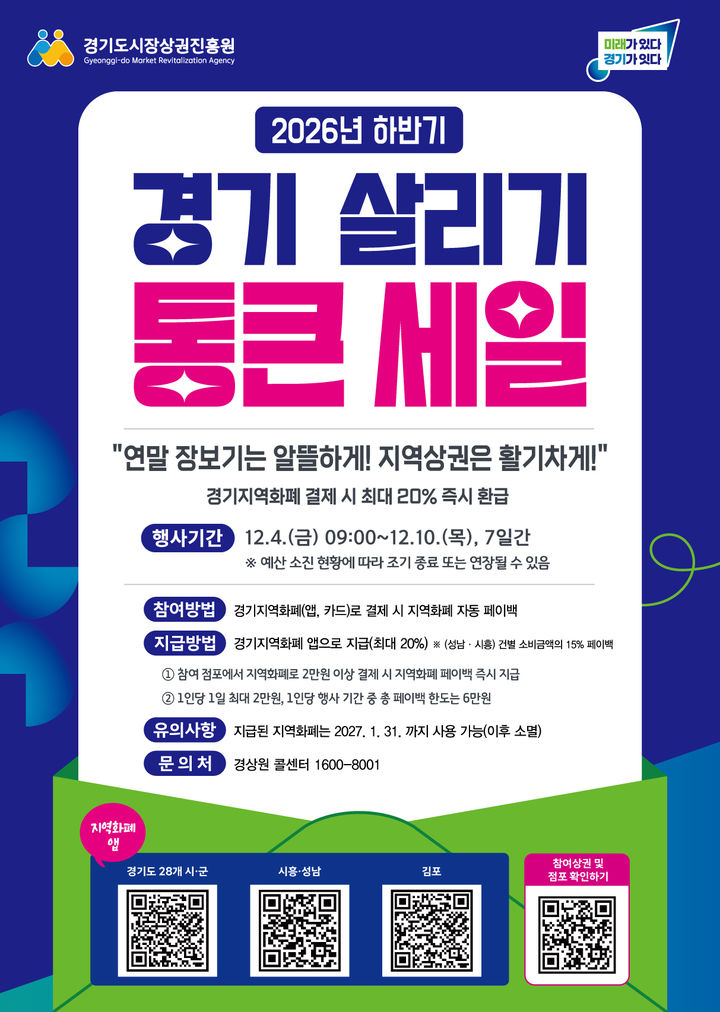 경기도시장상권진흥원
Gyeonggi-do Market Revitalization Agency
미래가 있다
경기가 잇다
2026년 하반기
경기 살리기
통큰 세일
"연말 장보기는 알뜰하게! 지역상권은 활기차게!"
경기지역화폐 결제 시 최대 20% 즉시 환급
행사기간 12.4.(금) 09:00~12.10.(목), 7일간
※ 예산 소진 현황에 따라 조기 종료 또는 연장될 수 있음
참여방법 경기지역화폐(앱, 카드)로 결제 시 지역화폐 자동 페이백
지급방법 경기지역화폐 앱으로 지급(최대 20%) ※ (성남 · 시흥) 건별 소비금액의 15% 페이백
① 참여 점포에서 지역화폐로 2만원 이상 결제 시 지역화폐 페이백 즉시 지급
② 1인당 1일 최대 2만원, 1인당 행사 기간 중 총 페이백 한도는 6만원
유의사항 지급된 지역화폐는 2027. 1. 31. 까지 사용 가능(이후 소멸)
문의처 경상원 콜센터 1600-8001
지역화폐
앱
경기도 28개 시·군
시흥·성남
김포
참여상권 및
점포 확인하기